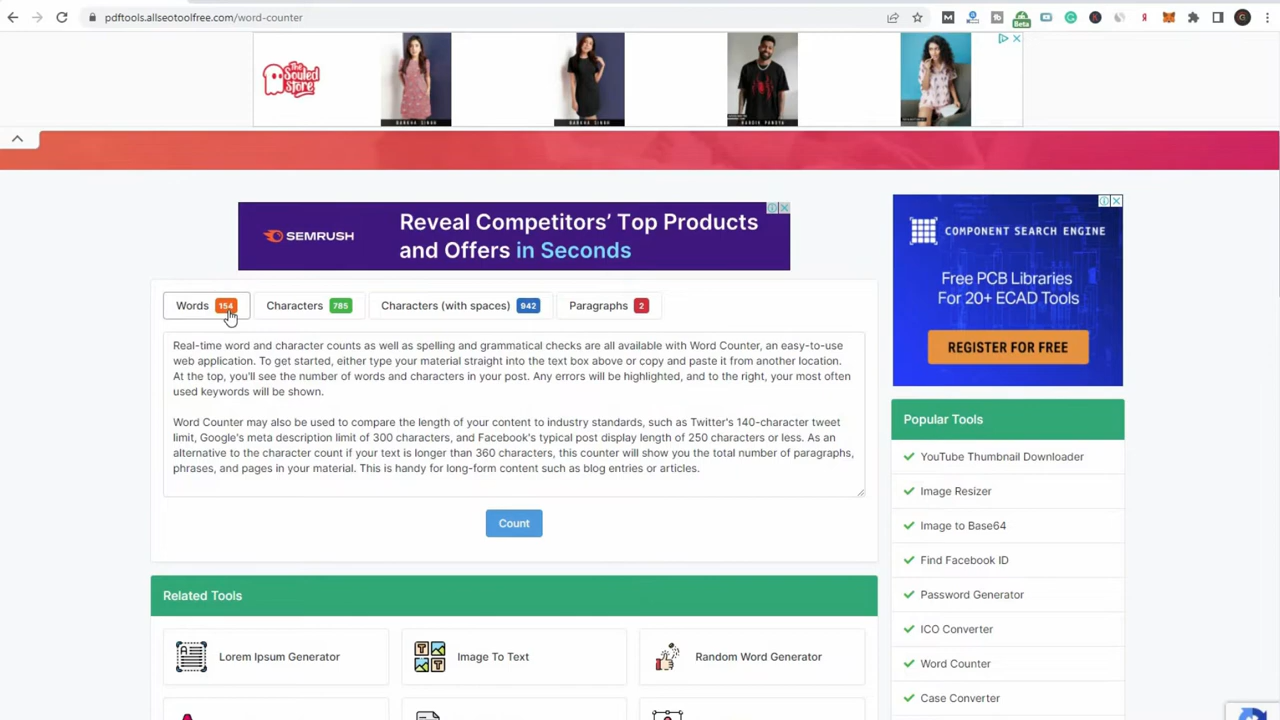 pdftools.allseotoolfree.com/word-counter
Beta
The Souled Store
Reveal Competitors' Top Products
and Offers in Seconds
SEMRUSH
COMPONENT SEARCH ENGINE
Free PCB Libraries
For 20+ ECAD Tools
REGISTER FOR FREE
Words 154 Characters 785 Characters (with spaces) 942 Paragraphs 2
Real-time word and character counts as well as spelling and grammatical checks are all available with Word Counter, an easy-to-use
web application. To get started, either type your material straight into the text box above or copy and paste it from another location.
At the top, you'll see the number of words and characters in your post. Any errors will be highlighted, and to the right, your most often
used keywords will be shown.
Word Counter may also be used to compare the length of your content to industry standards, such as Twitter's 140-character tweet
limit, Google's meta description limit of 300 characters, and Facebook's typical post display length of 250 characters or less. As an
alternative to the character count if your text is longer than 360 characters, this counter will show you the total number of paragraphs,
phrases, and pages in your material. This is handy for long-form content such as blog entries or articles.
Count
Popular Tools
YouTube Thumbnail Downloader
Image Resizer
Image to Base64
Find Facebook ID
Password Generator
ICO Converter
Word Counter
Case Converter
Related Tools
Lorem Ipsum Generator
Image To Text
Random Word Generator